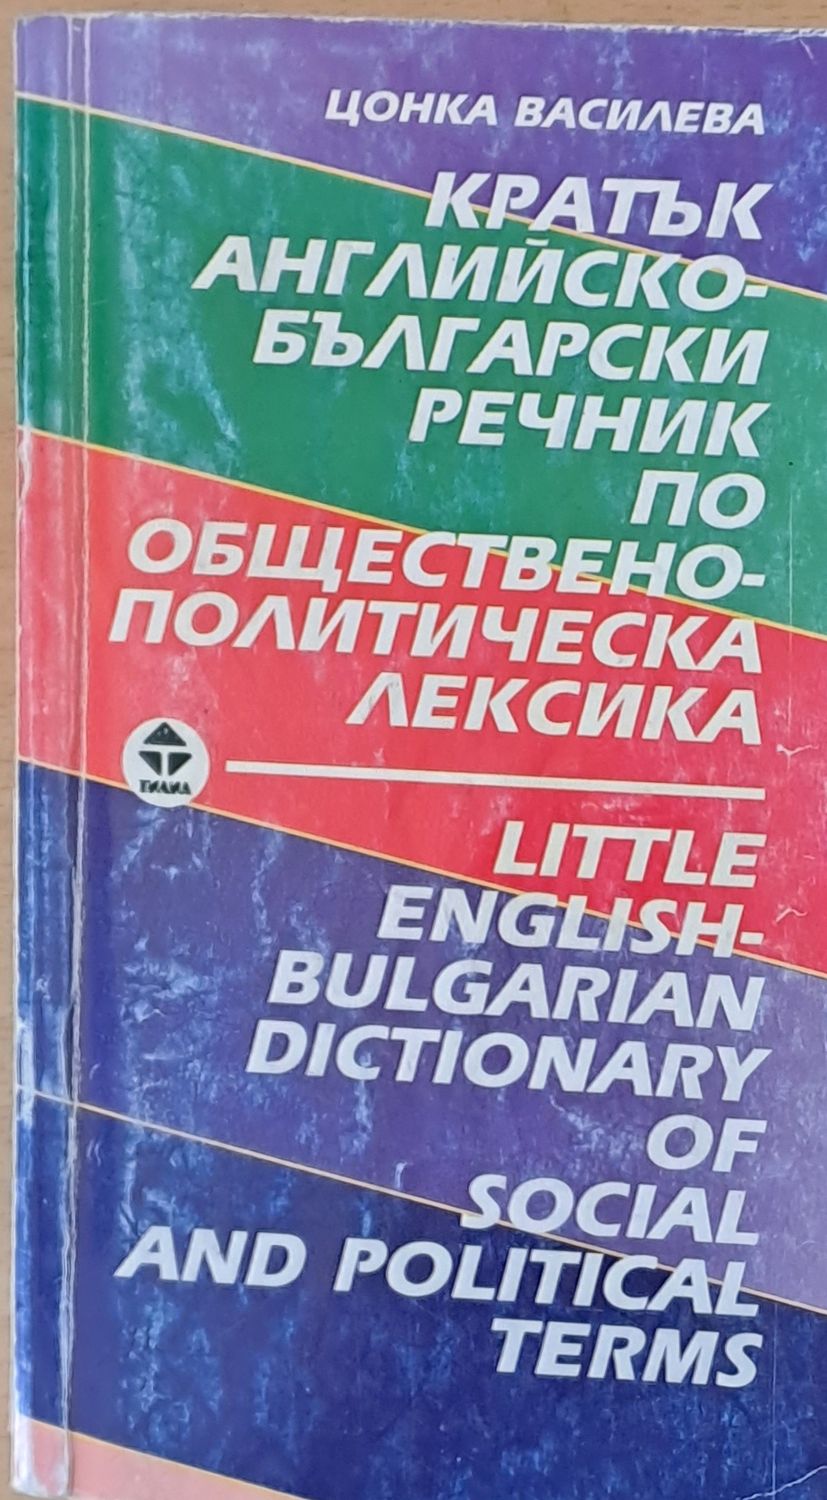 ЦОНКА ВАСИЛЕВА
КРАТЪК
АНГЛИЙСКО-
БЪЛГАРСКИ
РЕЧНИК
ПО
ОБЩЕСТВЕНО-
ПОЛИТИЧЕСКА
ЛЕКСИКА
ТИЛИА
LITTLE
ENGLISH-
BULGARIAN
DICTIONARY
OF
SOCIAL
AND POLITICAL
TERMS